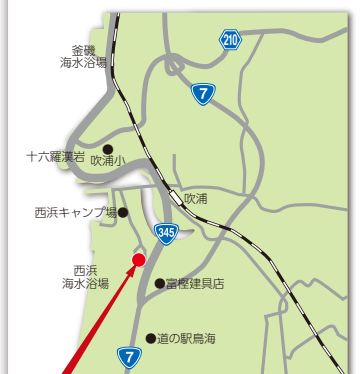 210
釜磯
海水浴場
7
十六羅漢岩
吹浦小
吹浦
西浜キャンプ場
345
西浜
海水浴場
富樫建具店
道の駅鳥海
7